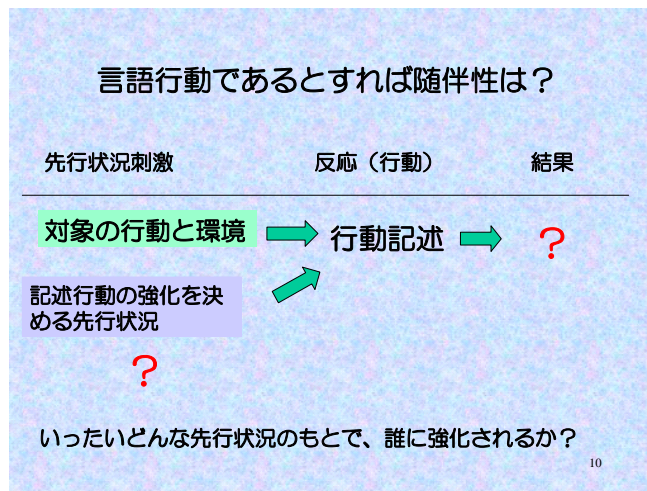 言語行動であるとすれば随伴性は？
先行状況刺激 反応（行動） 結果
対象の行動と環境 行動記述 ？
記述行動の強化を決
める先行状況
？
いったいどんな先行状況のもとで、誰に強化されるか？
10